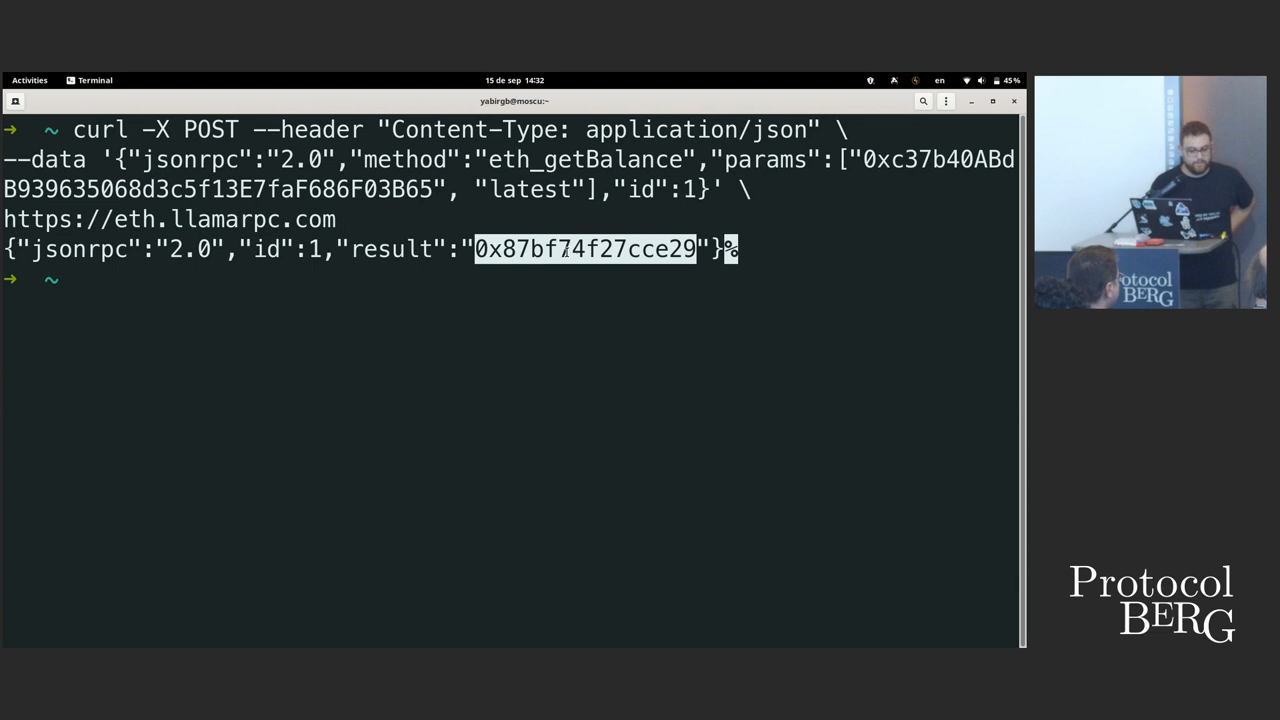 Activities Terminal 15 de sep 14:32 en 45%
yabirgb@moscu:~
➜ ~ curl -X POST --header "Content-Type: application/json" \
--data '{"jsonrpc":"2.0","method":"eth_getBalance","params":["0xc37b40ABd
B939635068d3c5f13E7faF686F03B65", "latest"],"id":1}' \
https://eth.llamarpc.com
{"jsonrpc":"2.0","id":1,"result":"0x87bf74f27cce29"}%
➜ ~
Protocol
BERG
Protocol
BERG